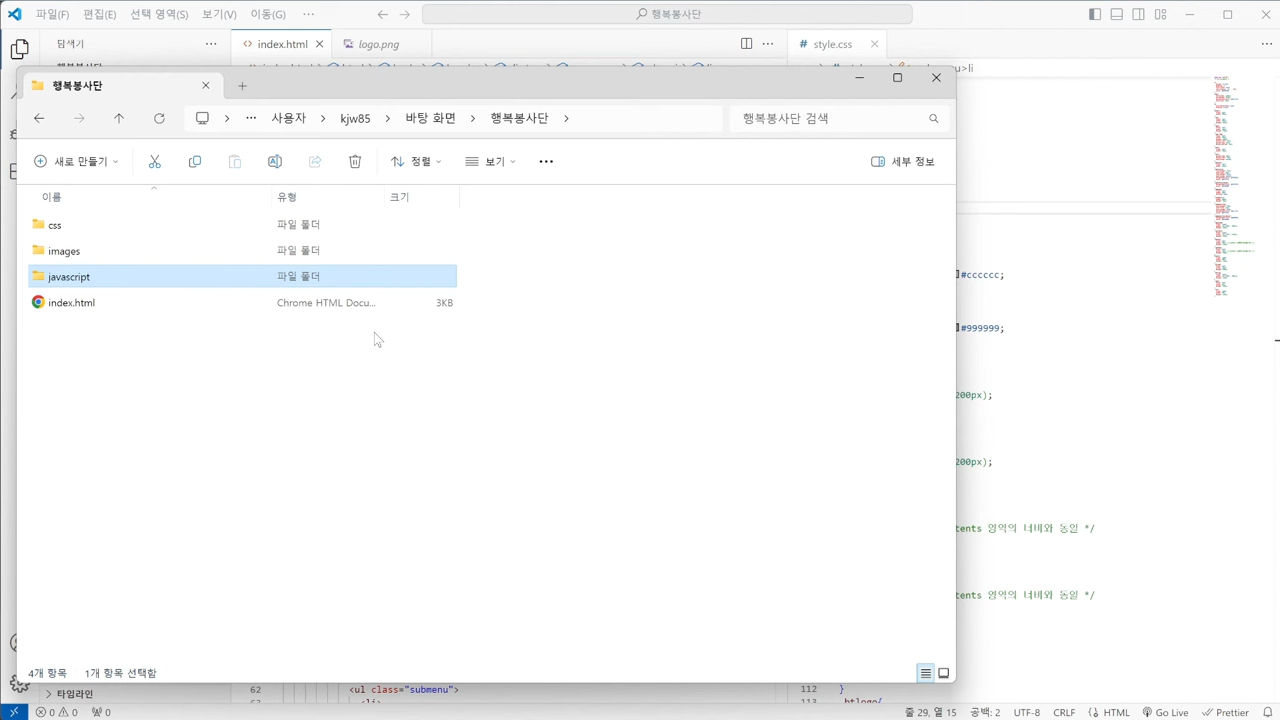 파일(F) 편집(E) 선택 영역(S) 보기(V) 이동(G) ··· 행복봉사단
탐색기 ··· index.html logo.png ··· # style.css ···
행복봉사단
사용자 > kjw05 > 바탕 화면 > 행복봉사단 >
행복봉사단 검색
새로 만들기 정렬 보기 ··· 세부 정보
이름 유형 크기
css 파일 폴더
images 파일 폴더
javascript 파일 폴더
index.html Chrome HTML Docu... 3KB
u>li
#cccccc;
#999999;
200px);
200px);
tents 영역의 너비와 동일 */
tents 영역의 너비와 동일 */
4개 항목 1개 항목 선택함
타임라인
62 <ul class="submenu">
63 <li>
112 }
.btlogo{
0 0 0 줄 29, 열 15 공백: 2 UTF-8 CRLF HTML Go Live Prettier